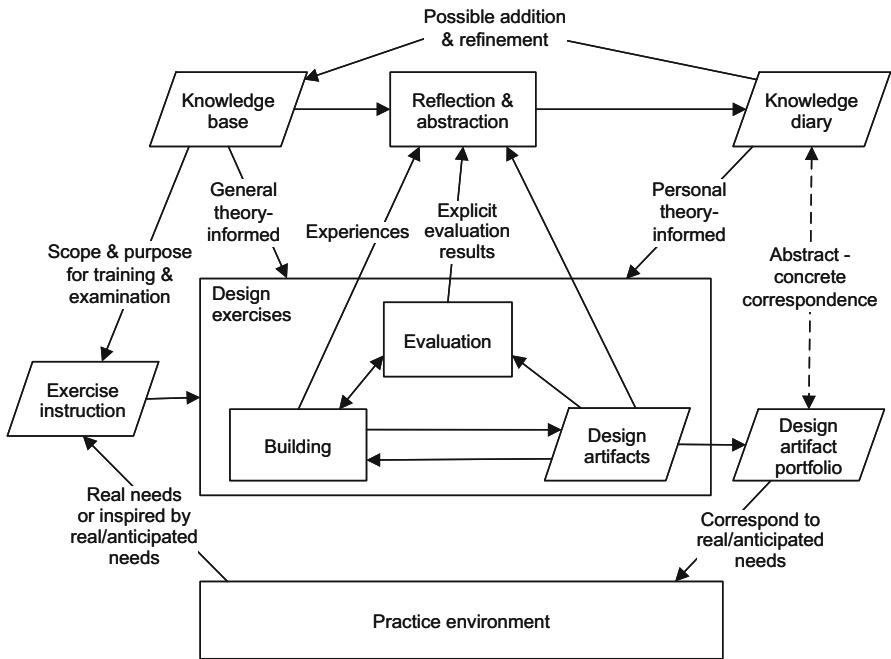 Possible addition
& refinement
Knowledge
base
Reflection &
abstraction
Knowledge
diary
General
theory-
informed
Experiences
Explicit
evaluation
results
Personal
theory-
informed
Scope & purpose
for training &
examination
Abstract -
concrete
correspondence
Design
exercises
Evaluation
Exercise
instruction
Building
Design
artifacts
Design
artifact
portfolio
Real needs
or inspired by
real/anticipated
needs
Correspond to
real/anticipated
needs
Practice environment